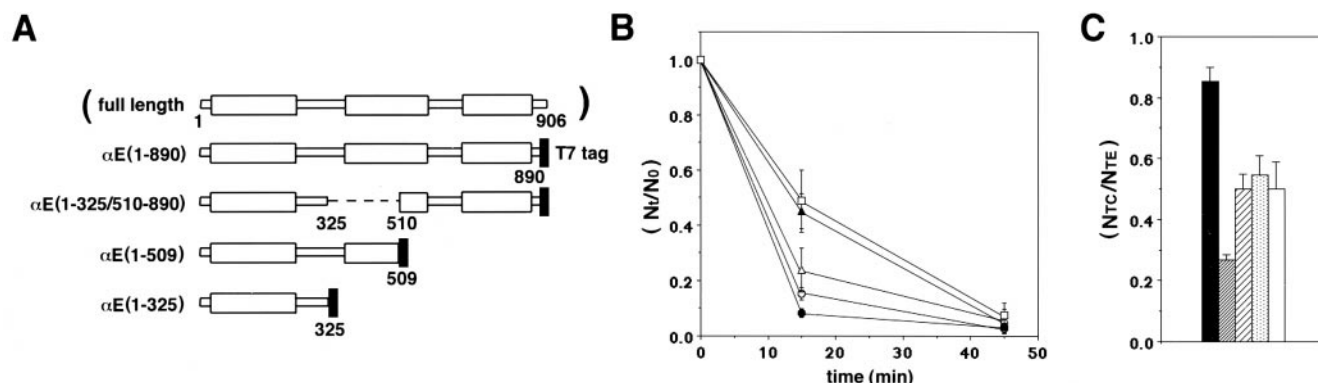 A
( full length )
1
906
αE(1-890)
T7 tag
890
αE(1-325/510-890)
325
510
αE(1-509)
509
αE(1-325)
325
B
( Nt/N0 )
1.0
0.8
0.6
0.4
0.2
0.0
0
10
20
30
40
50
time (min)
C
(NTC/NTE)
1.0
0.8
0.6
0.4
0.2
0.0